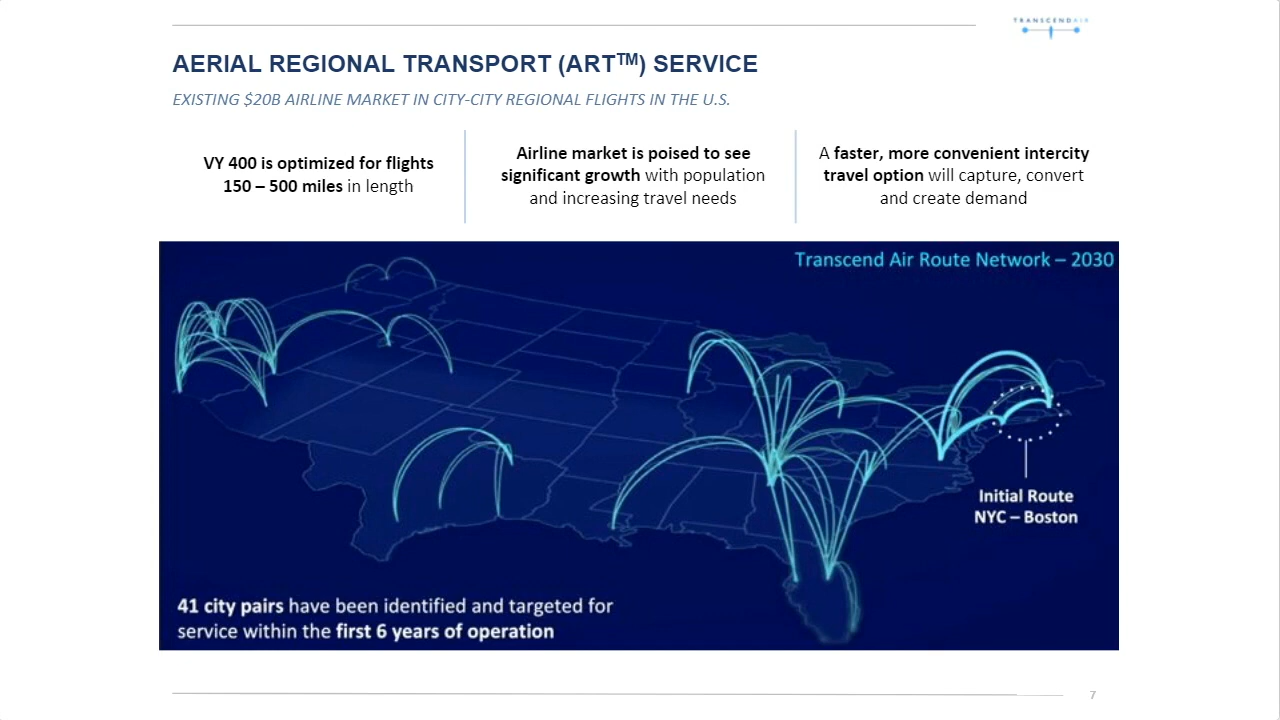 TRANSCENDAIR
AERIAL REGIONAL TRANSPORT (ART™) SERVICE
EXISTING $20B AIRLINE MARKET IN CITY-CITY REGIONAL FLIGHTS IN THE U.S.
VY 400 is optimized for flights
150 – 500 miles in length
Airline market is poised to see
significant growth with population
and increasing travel needs
A faster, more convenient intercity
travel option will capture, convert
and create demand
Transcend Air Route Network – 2030
Initial Route
NYC – Boston
41 city pairs have been identified and targeted for
service within the first 6 years of operation
7